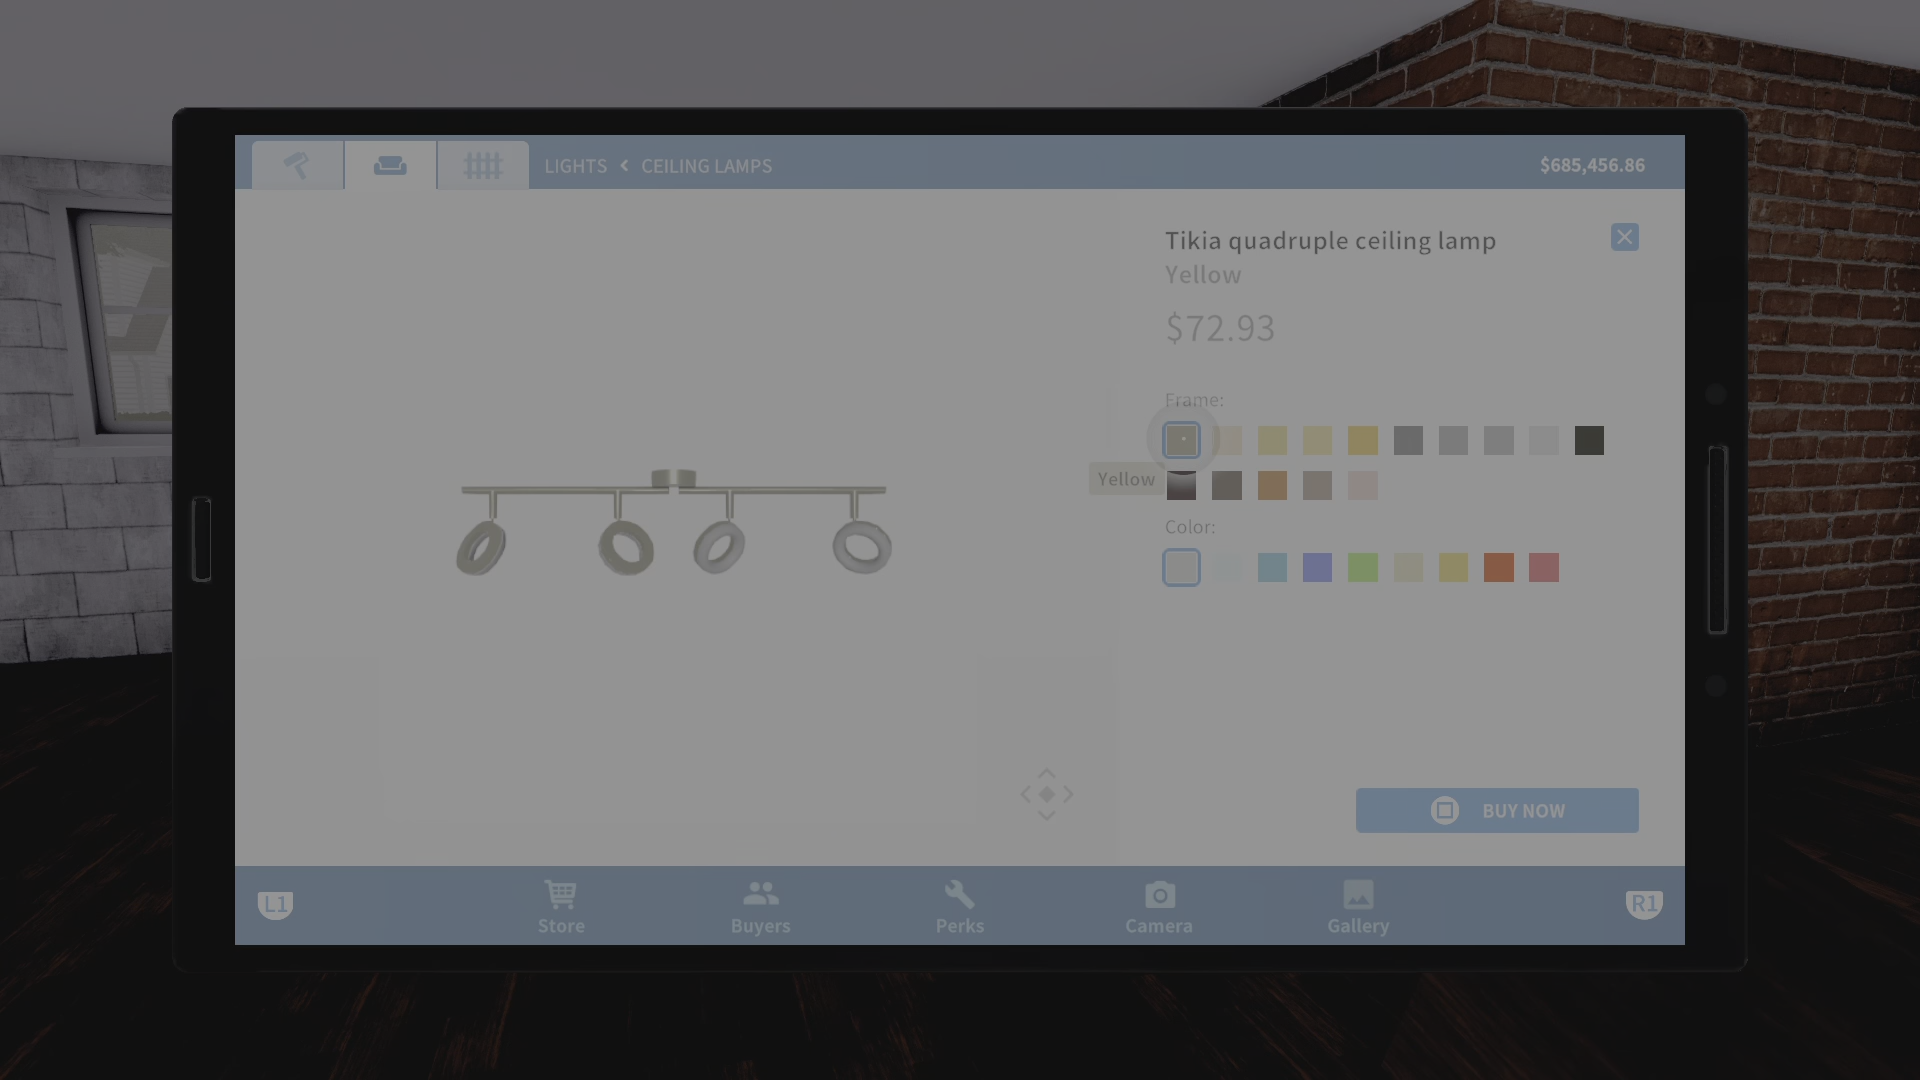 LIGHTS CEILING LAMPS
$685,456.86
Tikia quadruple ceiling lamp
Yellow
$72.93
Frame:
Yellow
Color:
BUY NOW
L1
Store
Buyers
Perks
Camera
Gallery
R1